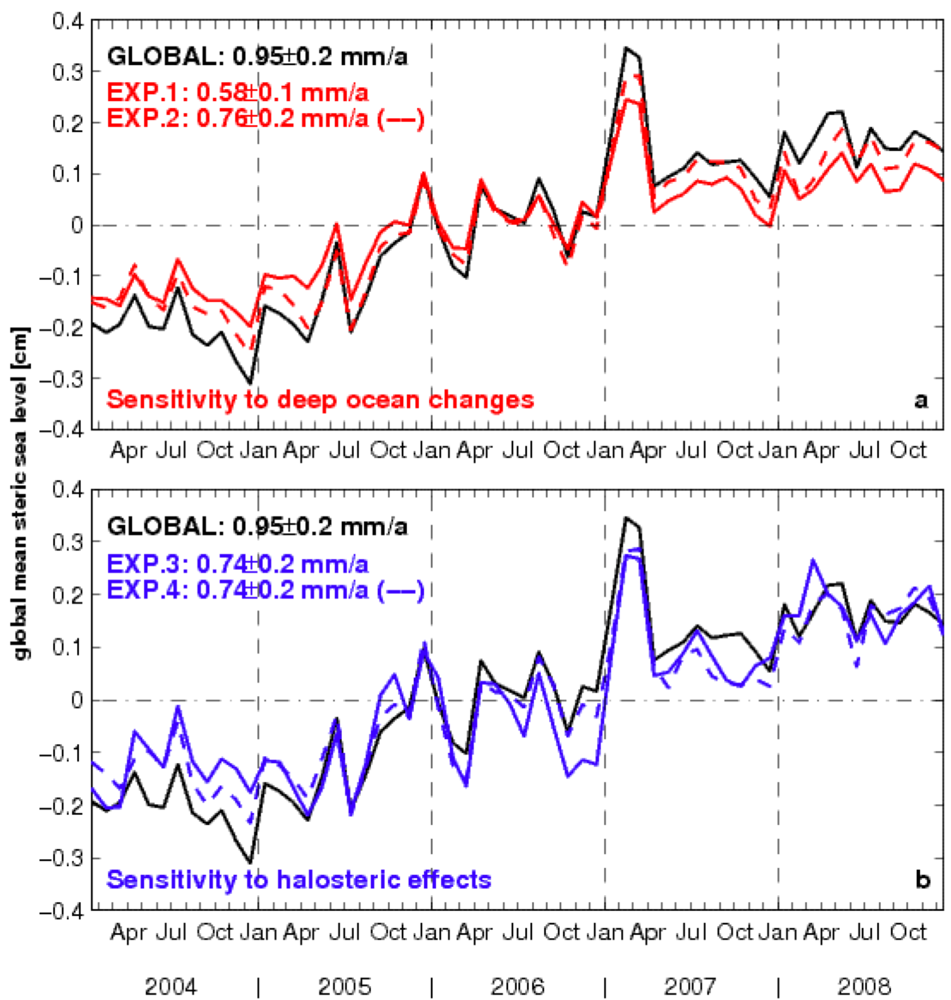 global mean steric sea level [cm]
0.4
0.3
0.2
0.1
0
−0.1
−0.2
−0.3
−0.4
GLOBAL: 0.95±0.2 mm/a
EXP.1: 0.58±0.1 mm/a
EXP.2: 0.76±0.2 mm/a (−−)
Sensitivity to deep ocean changes
a
Apr Jul Oct Jan Apr Jul Oct Jan Apr Jul Oct Jan Apr Jul Oct Jan Apr Jul Oct
0.4
0.3
0.2
0.1
0
−0.1
−0.2
−0.3
−0.4
GLOBAL: 0.95±0.2 mm/a
EXP.3: 0.74±0.2 mm/a
EXP.4: 0.74±0.2 mm/a (−−)
Sensitivity to halosteric effects
b
Apr Jul Oct Jan Apr Jul Oct Jan Apr Jul Oct Jan Apr Jul Oct Jan Apr Jul Oct
2004 | 2005 | 2006 | 2007 | 2008